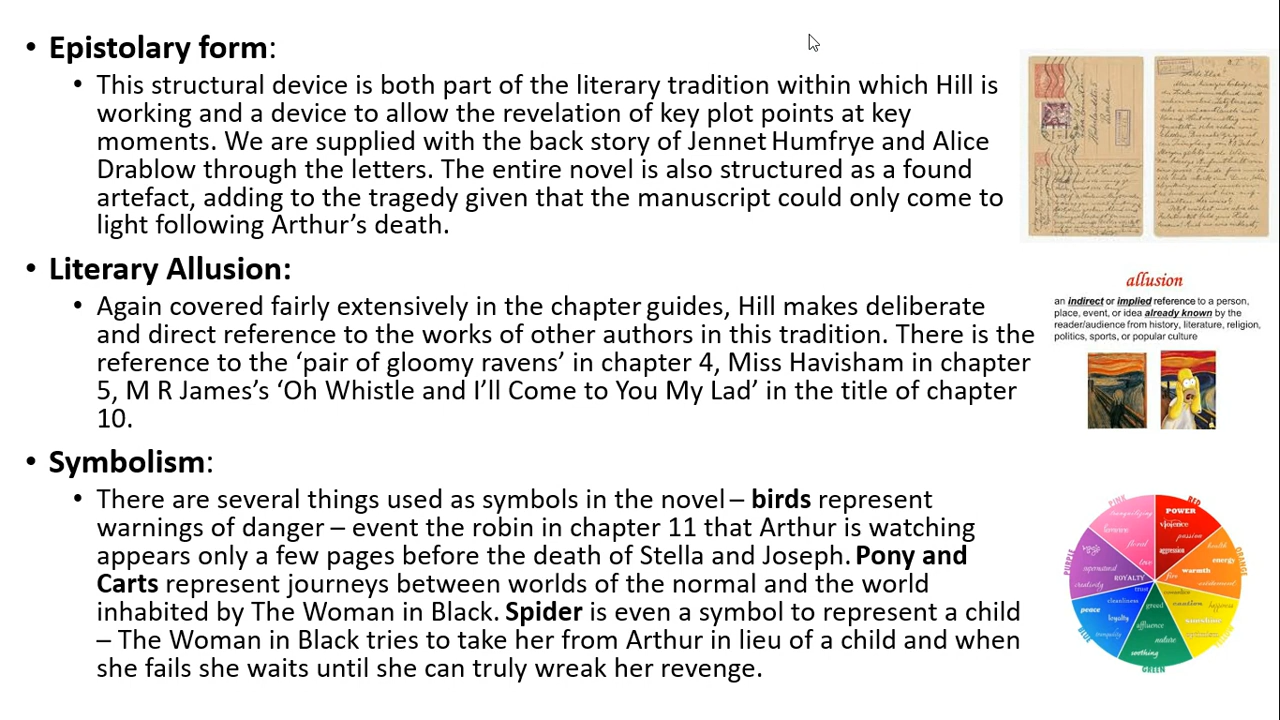 • Epistolary form:
• This structural device is both part of the literary tradition within which Hill is
working and a device to allow the revelation of key plot points at key
moments. We are supplied with the back story of Jennet Humfrye and Alice
Drablow through the letters. The entire novel is also structured as a found
artefact, adding to the tragedy given that the manuscript could only come to
light following Arthur’s death.
• Literary Allusion:
• Again covered fairly extensively in the chapter guides, Hill makes deliberate
and direct reference to the works of other authors in this tradition. There is the
reference to the ‘pair of gloomy ravens’ in chapter 4, Miss Havisham in chapter
5, M R James’s ‘Oh Whistle and I’ll Come to You My Lad’ in the title of chapter
10.
• Symbolism:
• There are several things used as symbols in the novel – birds represent
warnings of danger – event the robin in chapter 11 that Arthur is watching
appears only a few pages before the death of Stella and Joseph. Pony and
Carts represent journeys between worlds of the normal and the world
inhabited by The Woman in Black. Spider is even a symbol to represent a child
– The Woman in Black tries to take her from Arthur in lieu of a child and when
she fails she waits until she can truly wreak her revenge.
allusion
an indirect or implied reference to a person,
place, event, or idea already known by the
reader/audience from history, literature, religion,
politics, sports, or popular culture
PINK
RED
ORANGE
GREEN
BLUE
PURPLE
POWER
violence
passion
aggression
love
health
energy
warmth
fire
caution
happiness
greed
affluence
nature
soothing
trust
cleanliness
peace
loyalty
tranquility
ROYALTY
supernatural
creativity
feminine
floral